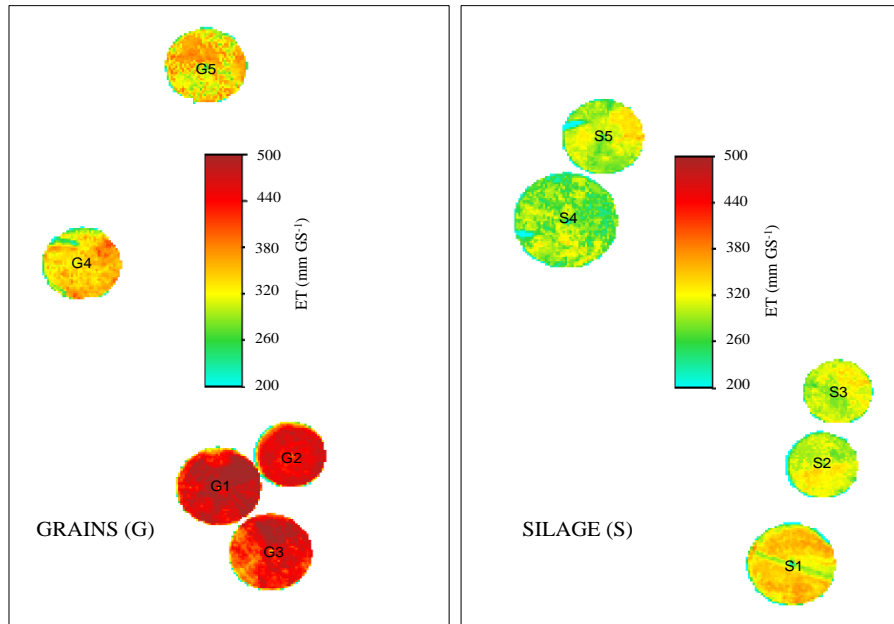 G5
500
440
380
320
260
200
ET (mm GS⁻¹)
G4
G2
G1
G3
GRAINS (G)
S5
S4
500
440
380
320
260
200
ET (mm GS⁻¹)
S3
S2
S1
SILAGE (S)